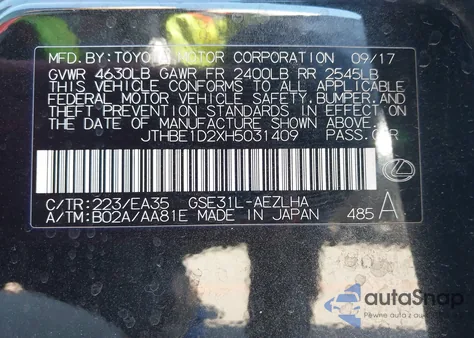 MFD.BY: TOYOTA MOTOR CORPORATION 09/17
GVWR 4630LB GAWR FR 2400LB RR 2545LB
THIS VEHICLE CONFORMS TO ALL APPLICABLE
FEDERAL MOTOR VEHICLE SAFETY, BUMPER, AND
THEFT PREVENTION STANDARDS IN EFFECT ON
THE DATE OF MANUFACTURE SHOWN ABOVE.
JTHBE1D2XH5031409 PASS.CAR
C/TR: 223/EA35 GSE31L-AEZLHA
A/TM: B02A/AA81E MADE IN JAPAN 485 A
autoSnap
Pewne auta z